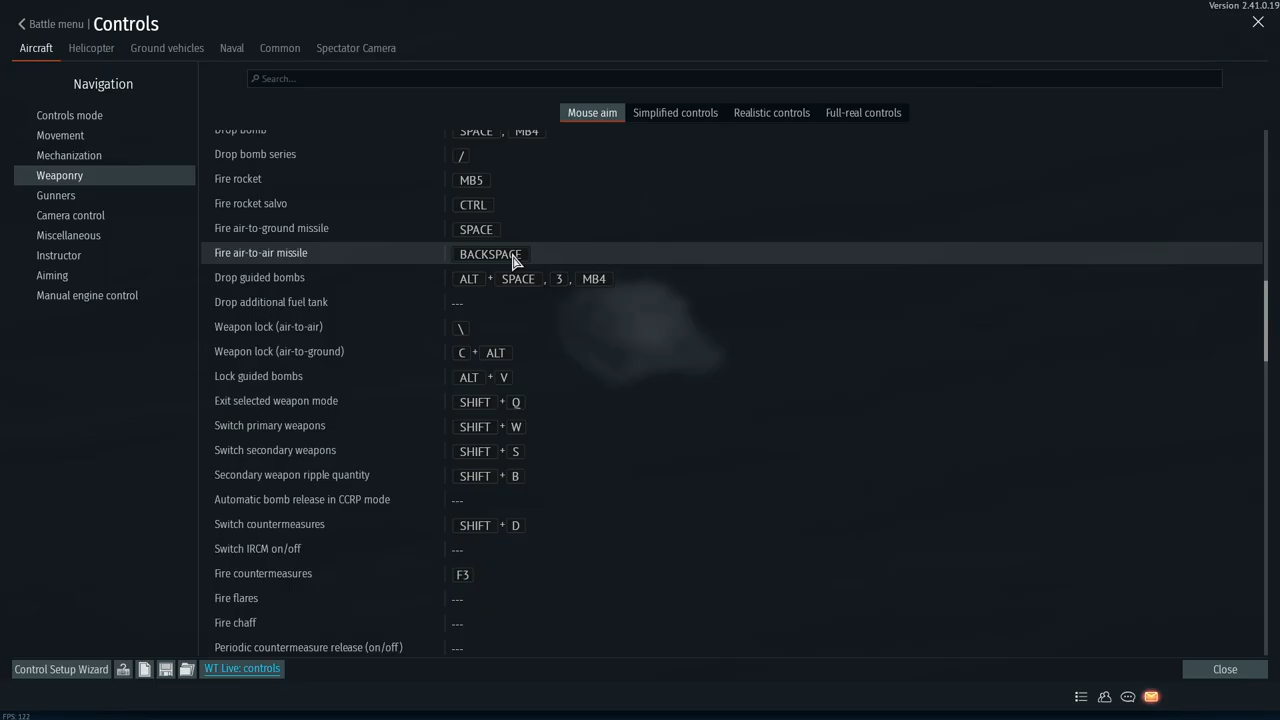 Version 2.41.0.19
Battle menu | Controls
Aircraft Helicopter Ground vehicles Naval Common Spectator Camera
Navigation
Search...
Controls mode
Mouse aim Simplified controls Realistic controls Full-real controls
Movement
Mechanization
Weaponry
Gunners
Camera control
Miscellaneous
Instructor
Aiming
Manual engine control
Drop bomb SPACE , MB4
Drop bomb series /
Fire rocket MB5
Fire rocket salvo CTRL
Fire air-to-ground missile SPACE
Fire air-to-air missile BACKSPACE
Drop guided bombs ALT + SPACE , 3 , MB4
Drop additional fuel tank ---
Weapon lock (air-to-air) \
Weapon lock (air-to-ground) C + ALT
Lock guided bombs ALT + V
Exit selected weapon mode SHIFT + Q
Switch primary weapons SHIFT + W
Switch secondary weapons SHIFT + S
Secondary weapon ripple quantity SHIFT + B
Automatic bomb release in CCRP mode ---
Switch countermeasures SHIFT + D
Switch IRCM on/off ---
Fire countermeasures F3
Fire flares ---
Fire chaff ---
Periodic countermeasure release (on/off) ---
Control Setup Wizard WT Live: controls Close
FPS: 122